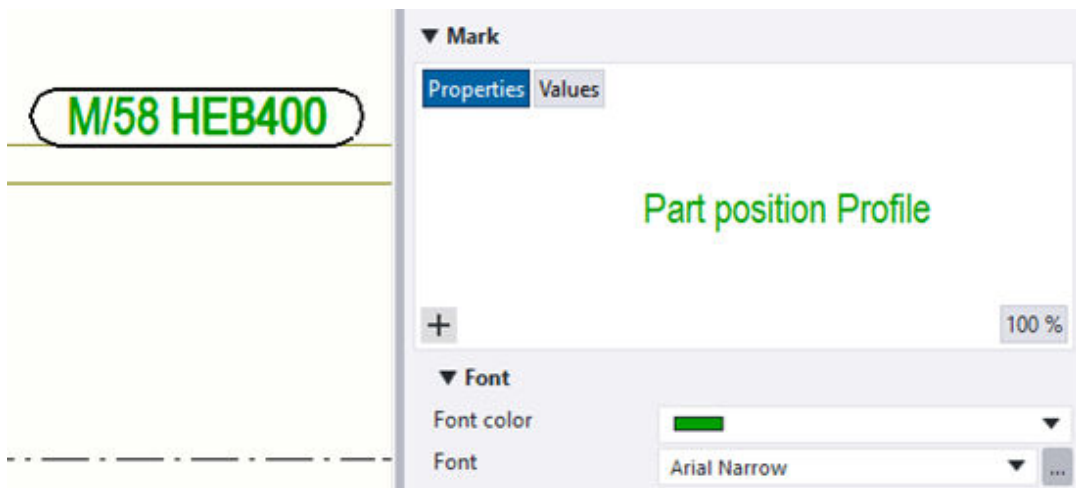 M/58 HEB400
Mark
Properties Values
Part position Profile
+
100 %
Font
Font color
Font Arial Narrow ...